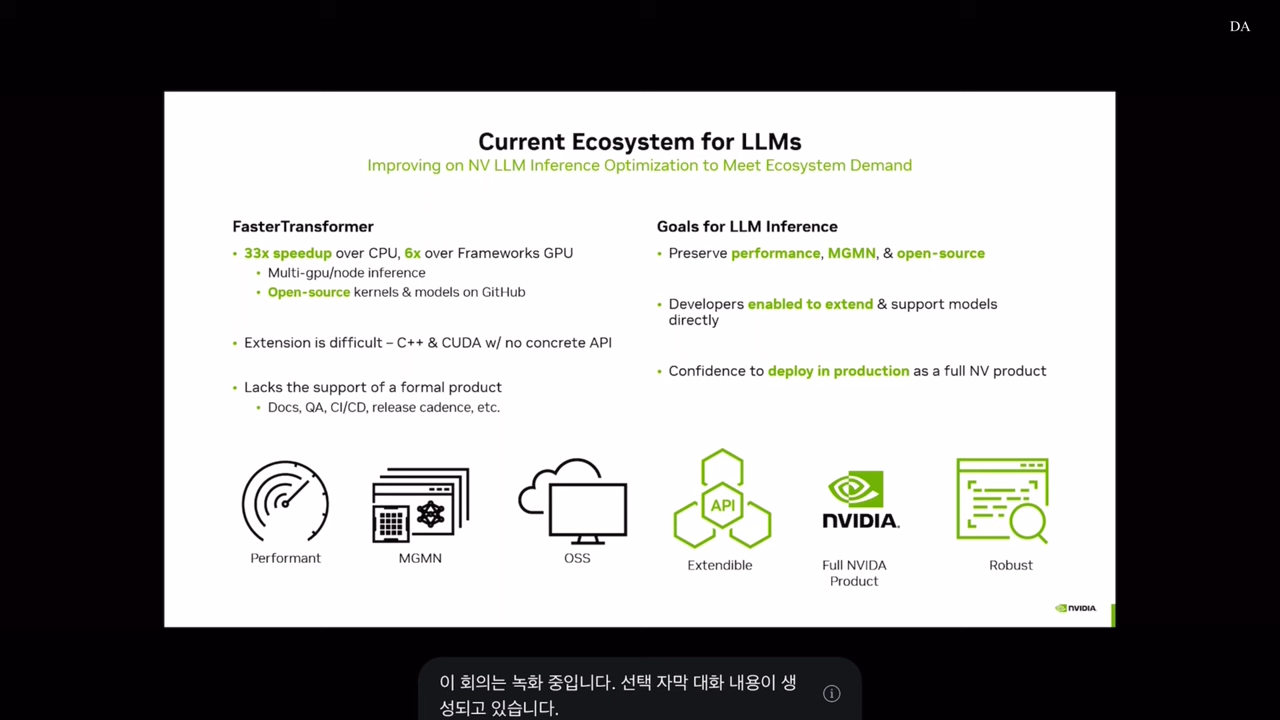 DA
Current Ecosystem for LLMs
Improving on NV LLM Inference Optimization to Meet Ecosystem Demand
FasterTransformer
• 33x speedup over CPU, 6x over Frameworks GPU
• Multi-gpu/node inference
• Open-source kernels & models on GitHub
• Extension is difficult – C++ & CUDA w/ no concrete API
• Lacks the support of a formal product
• Docs, QA, CI/CD, release cadence, etc.
Goals for LLM Inference
• Preserve performance, MGMN, & open-source
• Developers enabled to extend & support models
directly
• Confidence to deploy in production as a full NV product
API
NVIDIA.
Performant
MGMN
OSS
Extendible
Full NVIDA
Product
Robust
NVIDIA
이 회의는 녹화 중입니다. 선택 자막 대화 내용이 생
성되고 있습니다.